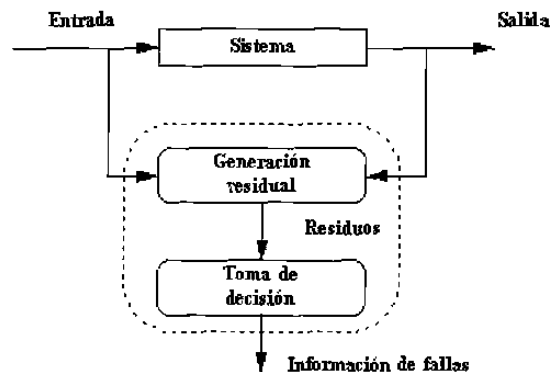 Entrada
Salida
Sistema
Generación
residual
Residuos
Toma de
decisión
Información de fallas